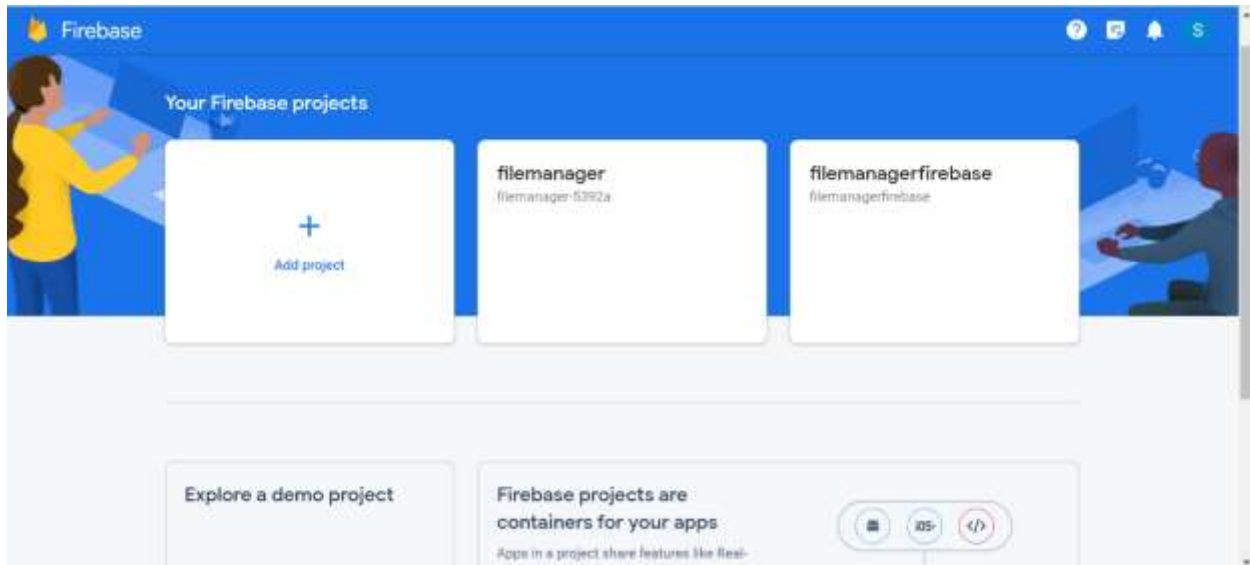 Firebase
S
Your Firebase projects
Add project
filemanager
filemanager-5392a
filemanagerfirebase
filemanagerfirebase
Explore a demo project
Firebase projects are
containers for your apps
Apps in a project share features like Real-
iOS+